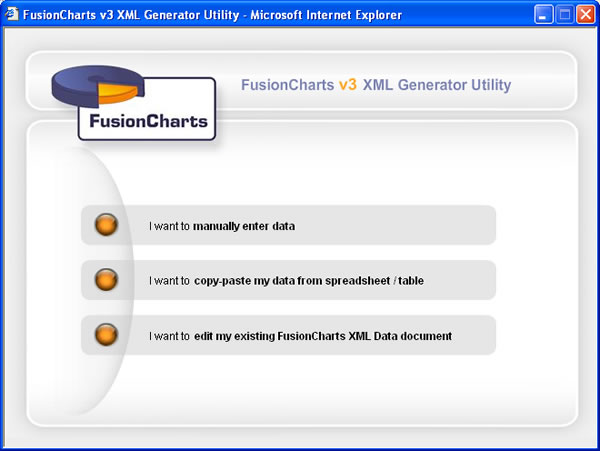 FusionCharts v3 XML Generator Utility - Microsoft Internet Explorer
FusionCharts v3 XML Generator Utility
FusionCharts
I want to manually enter data
I want to copy-paste my data from spreadsheet / table
I want to edit my existing FusionCharts XML Data document